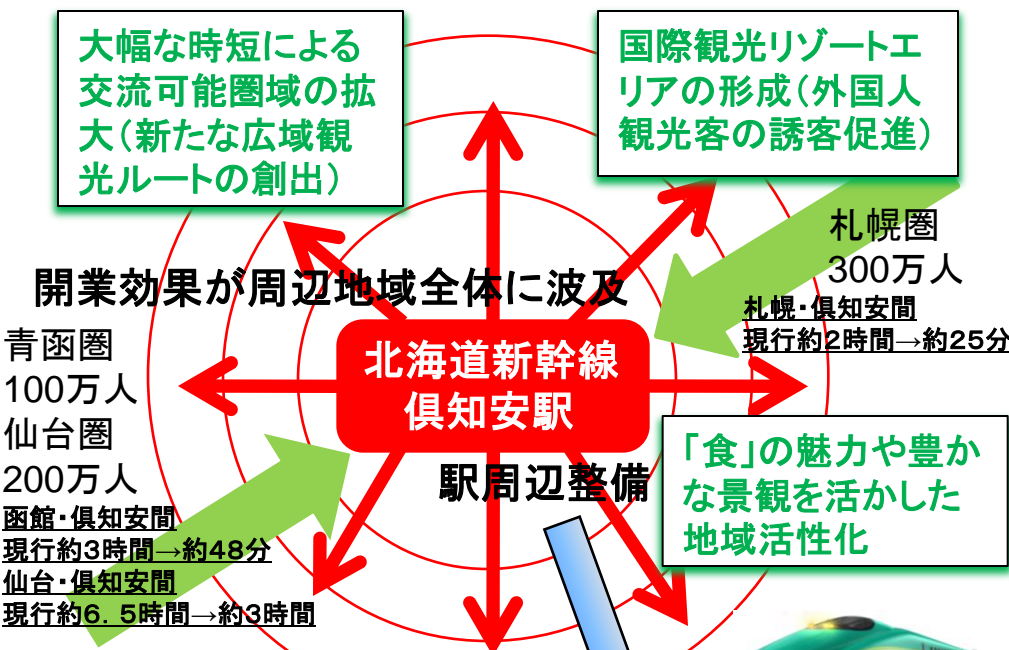 大幅な時短による
交流可能圏域の拡
大（新たな広域観
光ルートの創出）
国際観光リゾートエ
リアの形成（外国人
観光客の誘客促進）
札幌圏
300万人
札幌・倶知安間
現行約2時間→約25分
開業効果が周辺地域全体に波及
北海道新幹線
倶知安駅
青函圏
100万人
仙台圏
200万人
函館・倶知安間
現行約3時間→約48分
仙台・倶知安間
現行約6．5時間→約3時間
駅周辺整備
「食」の魅力や豊か
な景観を活かした
地域活性化